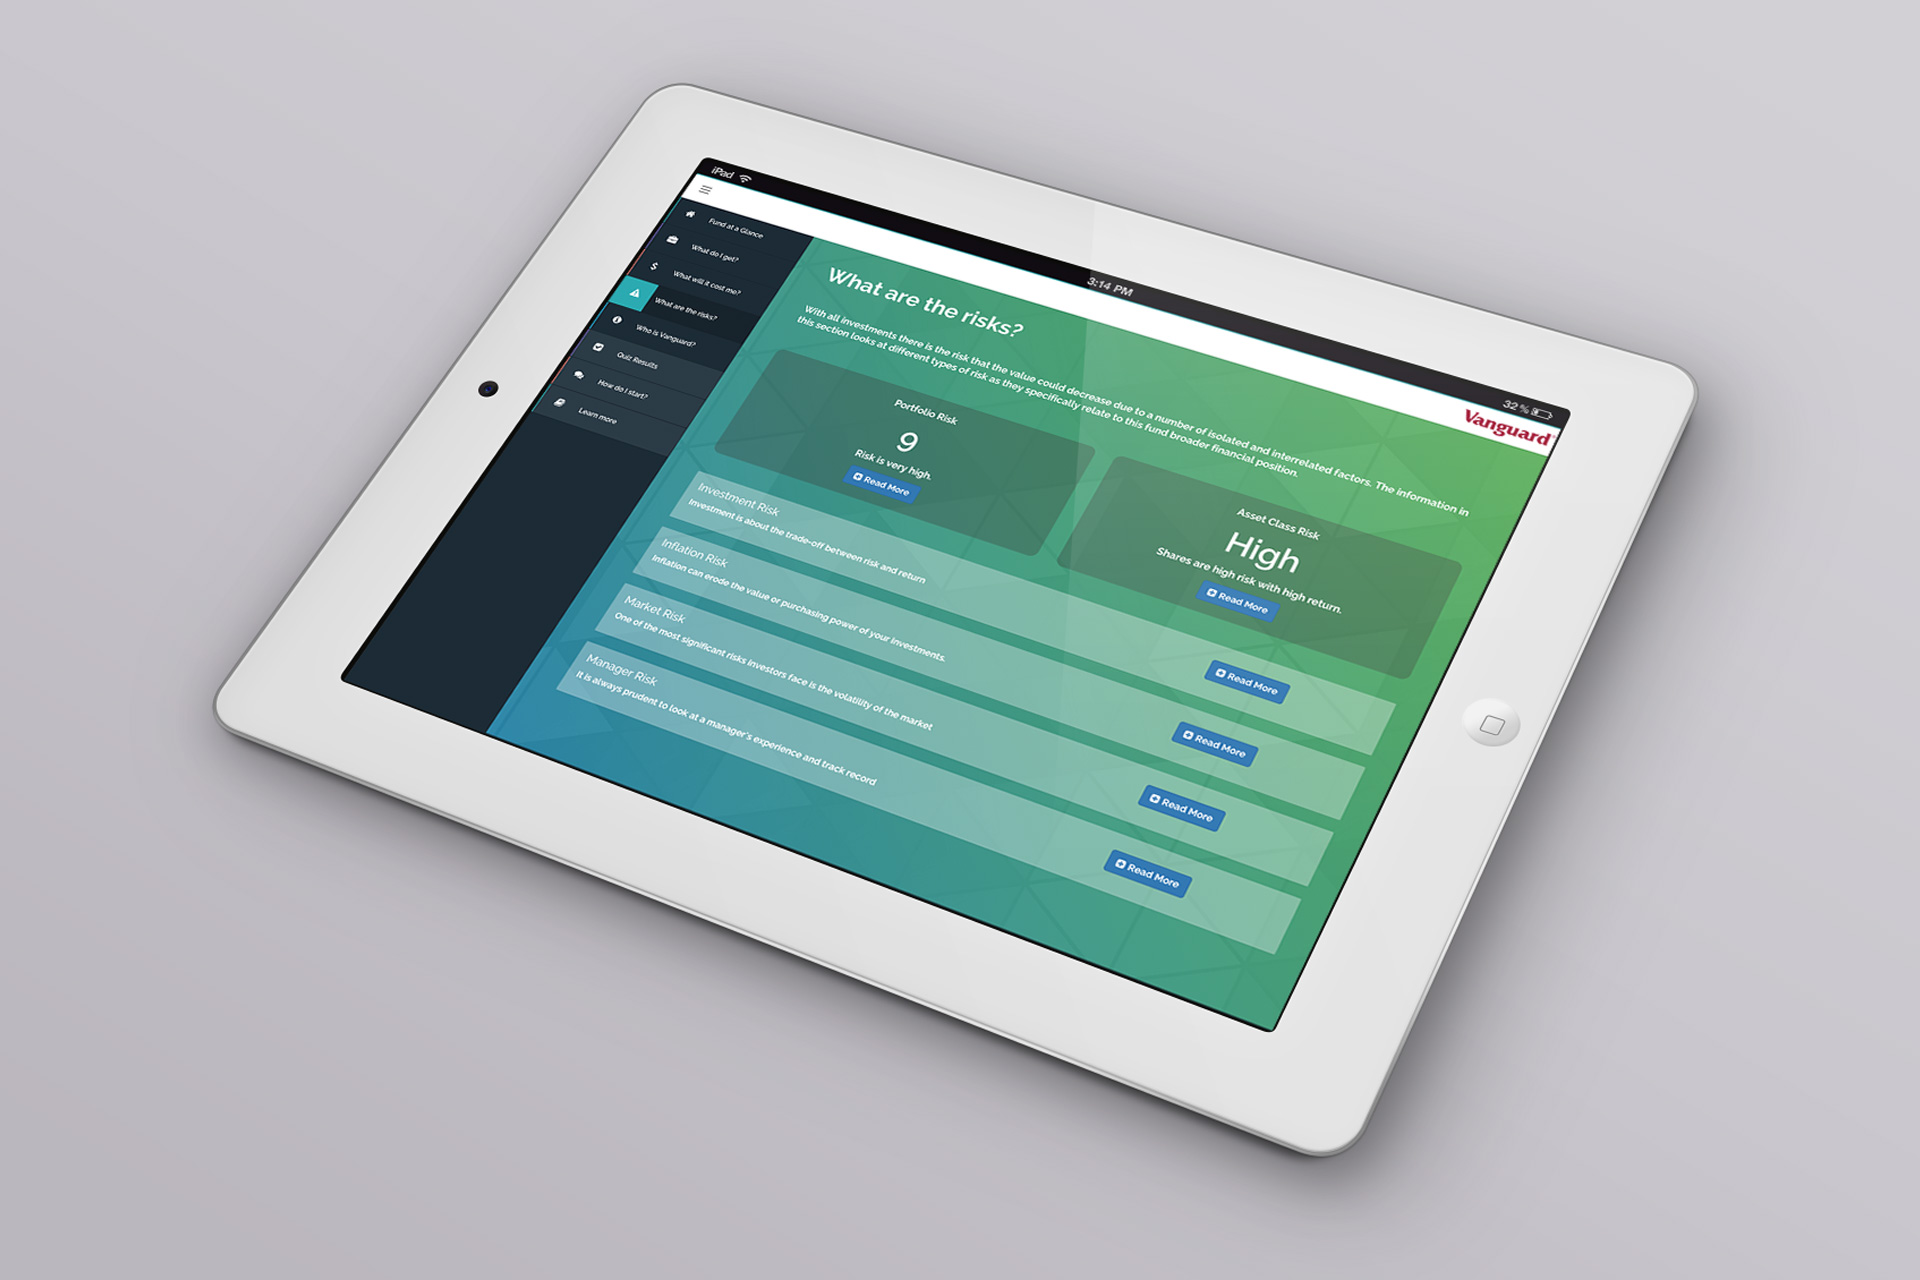 iPad
3:14 PM
32%
Vanguard
Fund at a Glance
What do I get?
What will it cost me?
What are the risks?
Who is Vanguard?
Quiz Results
How do I start?
Learn more
What are the risks?
With all investments there is the risk that the value could decrease due to a number of isolated and interrelated factors. The information in
this section looks at different types of risk as they specifically relate to this fund broader financial position.
Portfolio Risk
9
Risk is very high.
Read More
Asset Class Risk
High
Shares are high risk with high return.
Read More
Investment Risk
Investment is about the trade-off between risk and return
Read More
Inflation Risk
Inflation can erode the value or purchasing power of your investments.
Read More
Market Risk
One of the most significant risks investors face is the volatility of the market
Read More
Manager Risk
It is always prudent to look at a manager's experience and track record
Read More